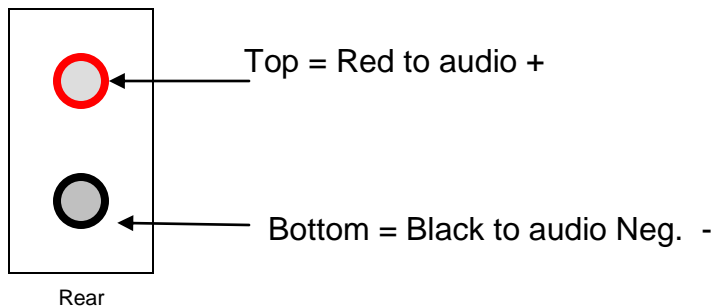 Top = Red to audio +
Bottom = Black to audio Neg. -
Rear